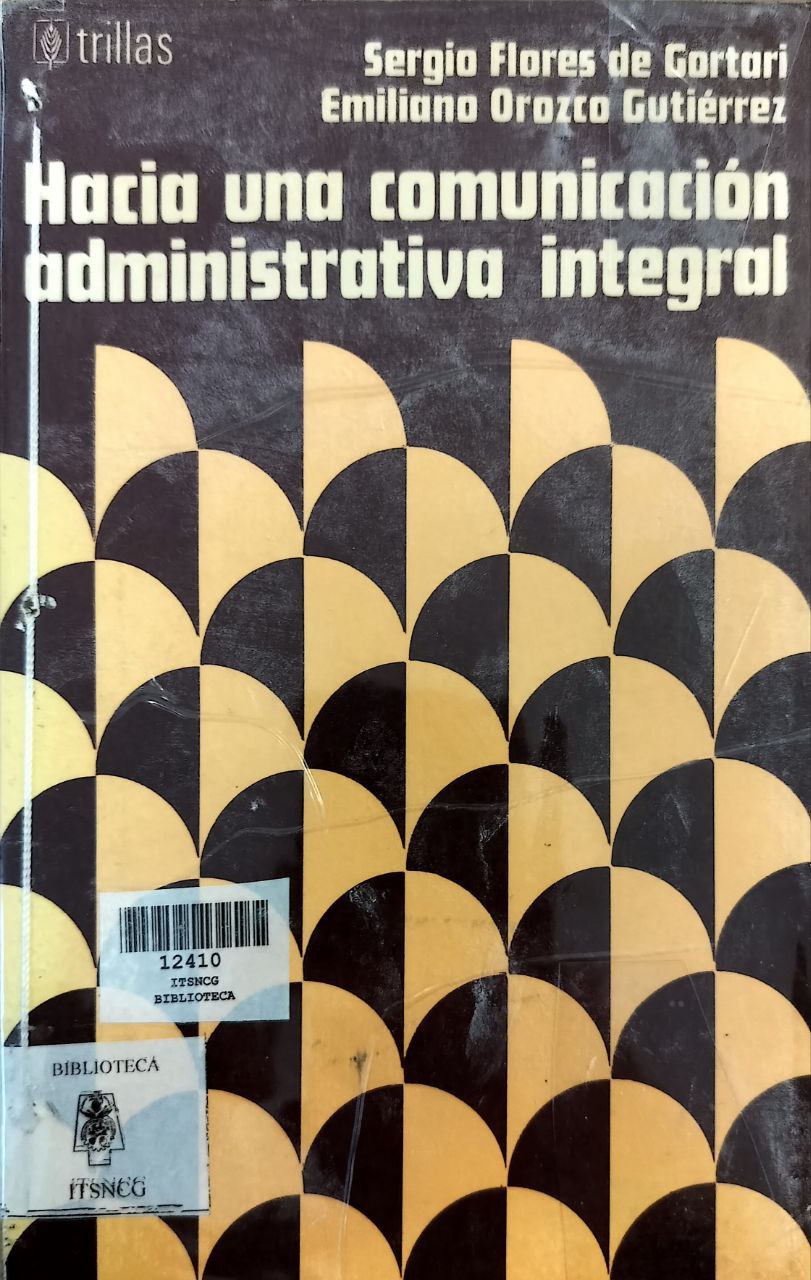 trillas
Sergio Flores de Gortari
Emiliano Orozco Gutiérrez
Hacia una comunicación
administrativa integral
12410
ITSNCG
BIBLIOTECA
BIBLIOTECA
ITSNCG